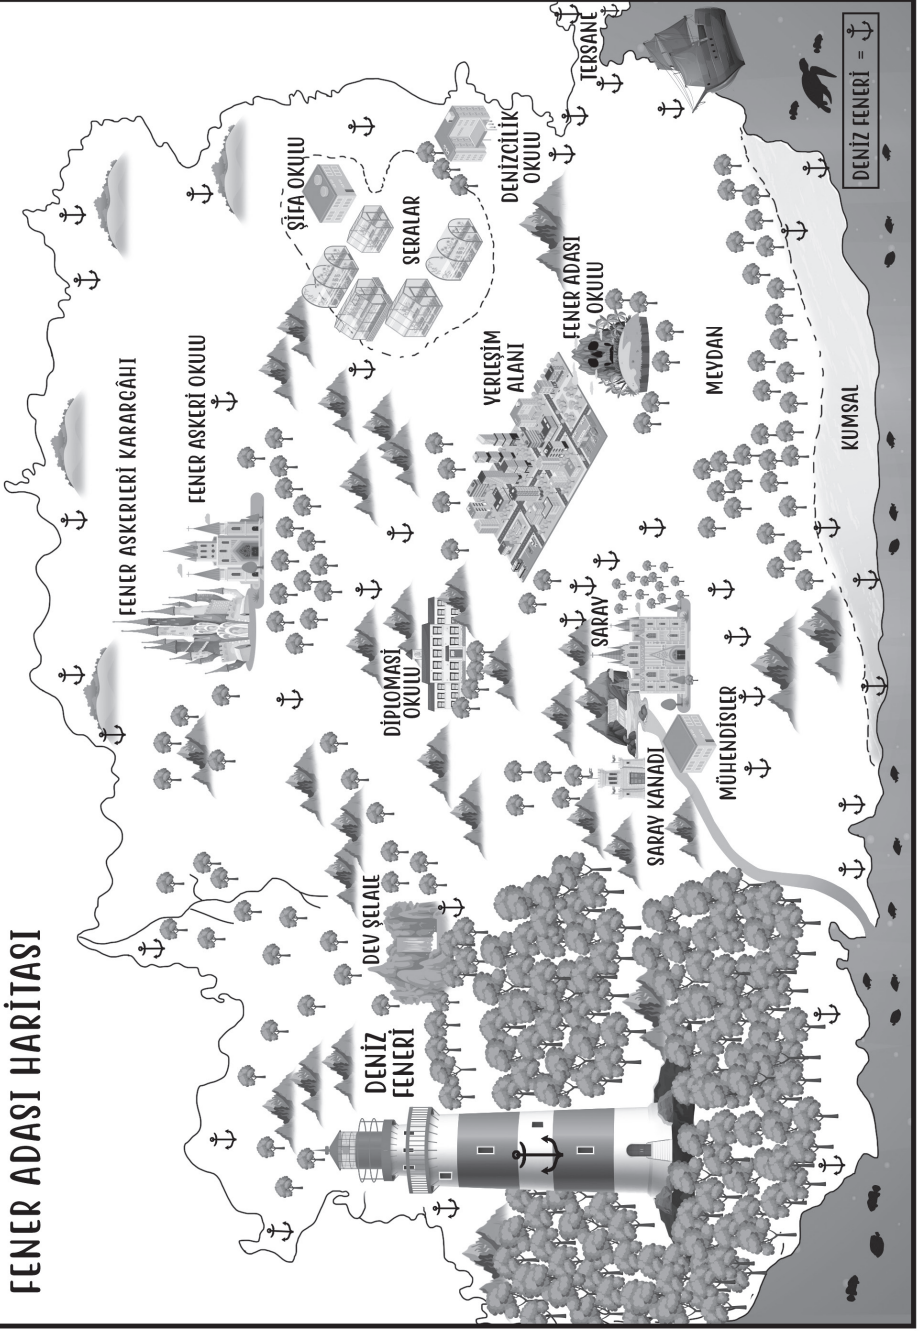 FENER ADASI HARİTASI
FENER ASKERLERİ KARARGÂHI
FENER ASKERİ OKULU
ŞİFA OKULU
SERALAR
DENİZCİLİK
OKULU
TERSANE
DİPLOMASİ
OKULU
YERLEŞİM
ALANI
FENER ADASI
OKULU
DEV ŞELALE
DENİZ
FENERİ
SARAY
SARAY KANADI
MÜHENDİSLER
MEYDAN
KUMSAL
DENİZ FENERİ =